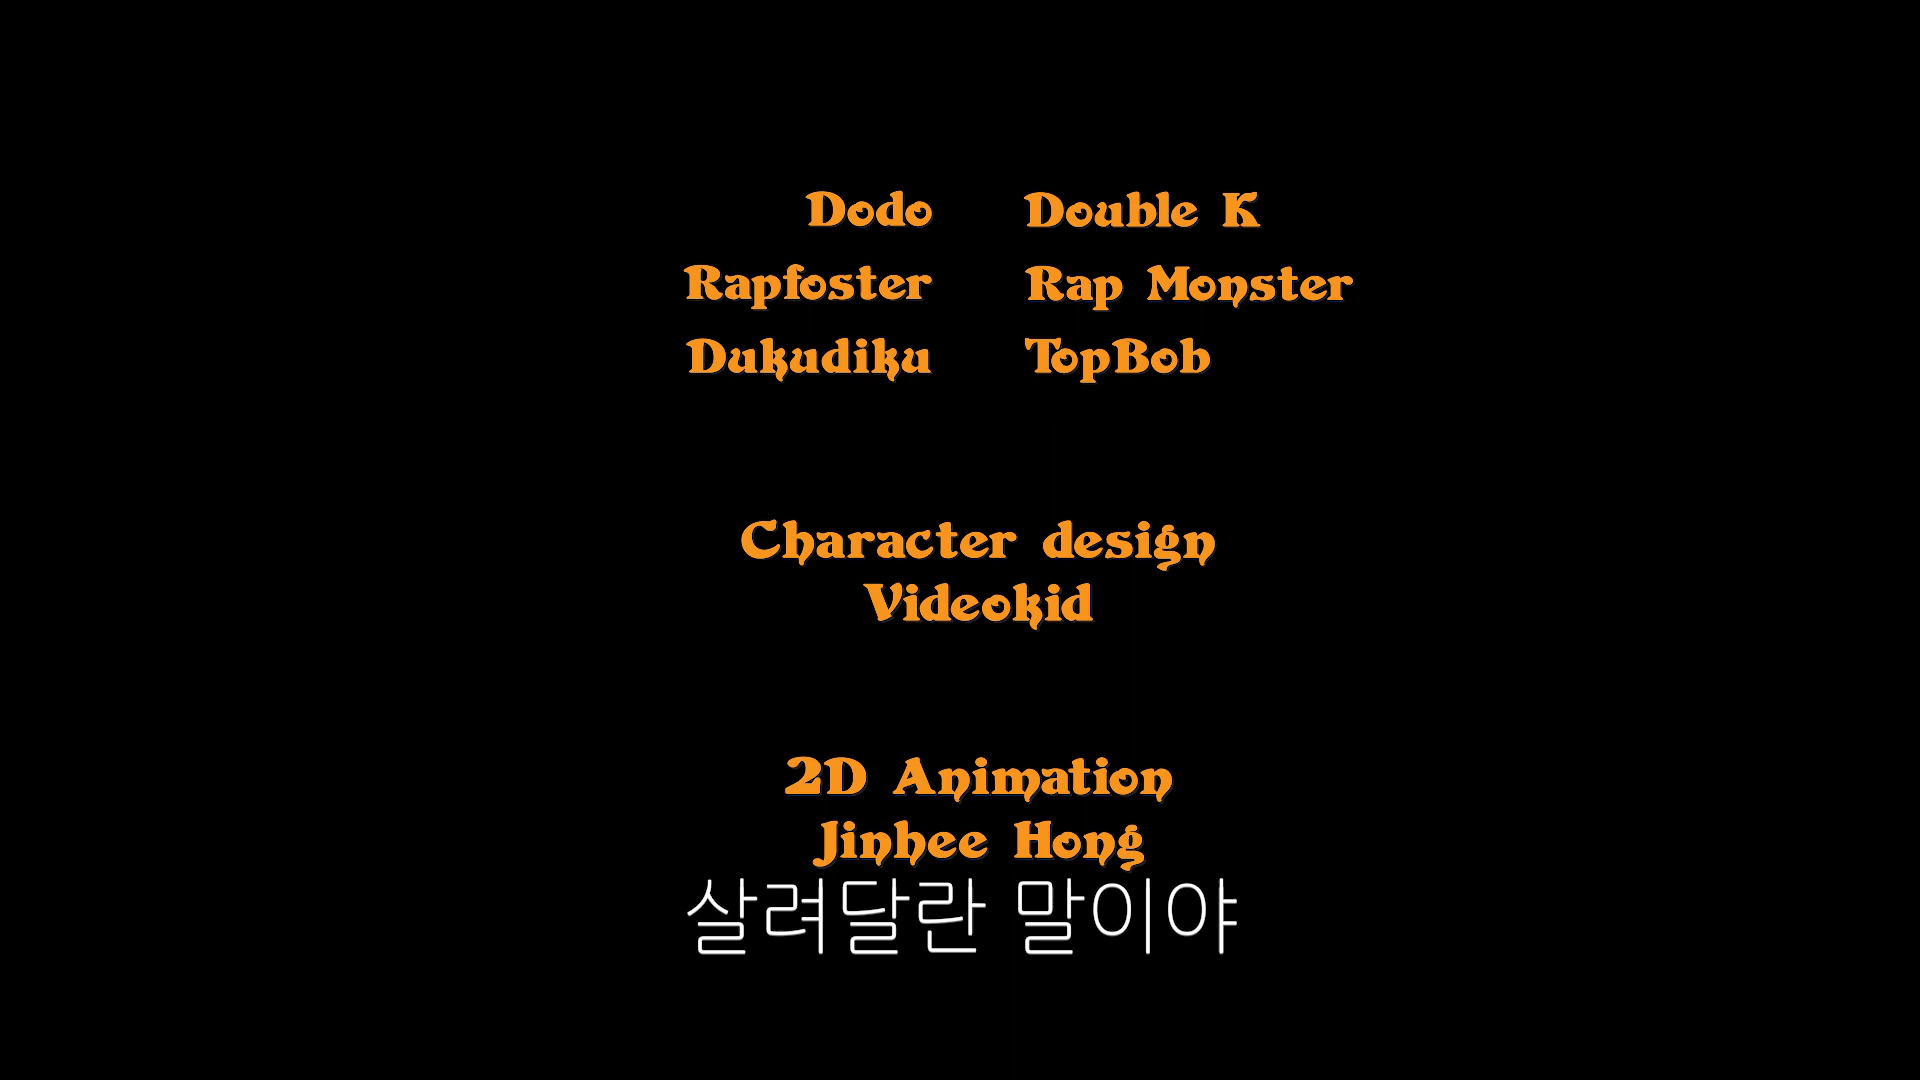 Dodo Double K
Rapfoster Rap Monster
Dukudiku TopBob
Character design
Videokid
2D Animation
Jinhee Hong
살려달란 말이야